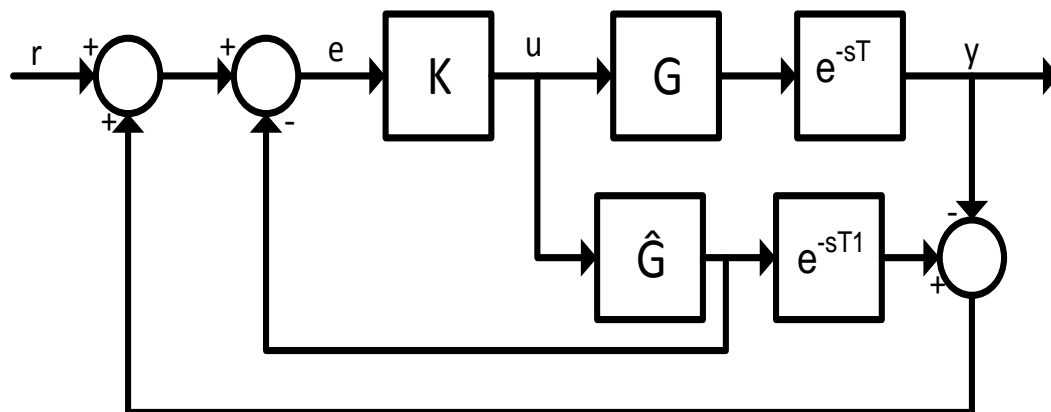 r + + + - e K u G e^-sT y
Ĝ e^-sT1 + -